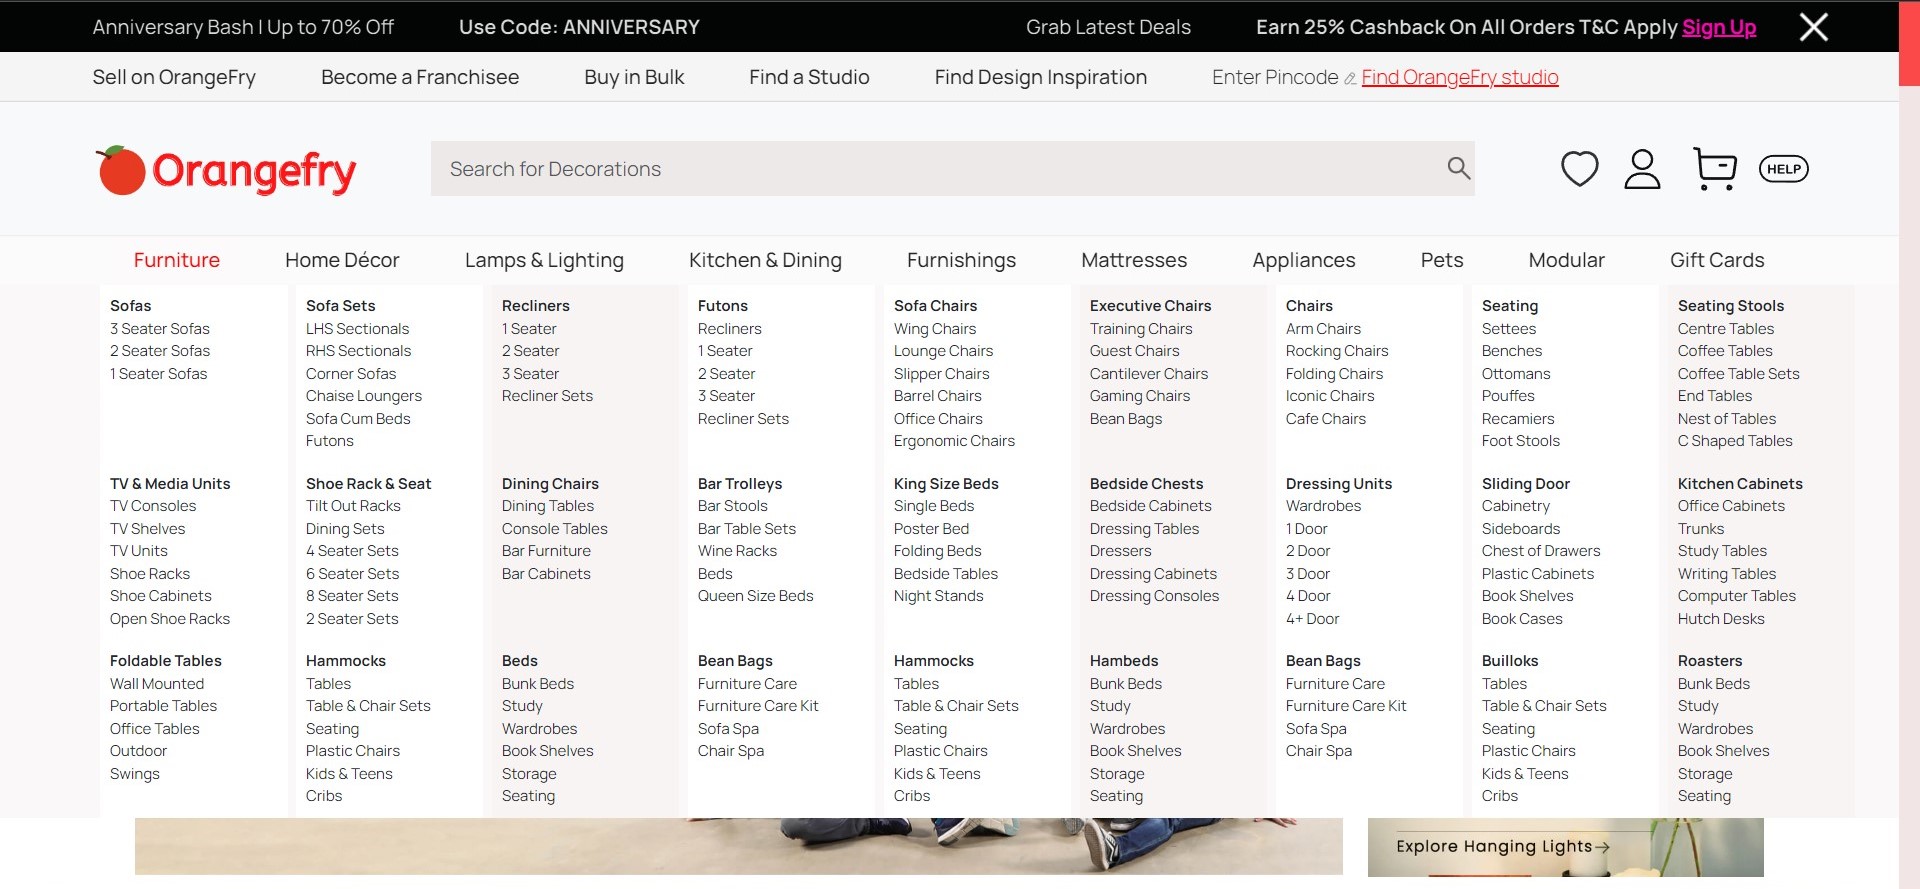 Anniversary Bash | Up to 70% Off Use Code: ANNIVERSARY Grab Latest Deals Earn 25% Cashback On All Orders T&C Apply Sign Up
Sell on OrangeFry Become a Franchisee Buy in Bulk Find a Studio Find Design Inspiration Enter Pincode Find OrangeFry studio
Orangefry
Search for Decorations
HELP
Furniture Home Décor Lamps & Lighting Kitchen & Dining Furnishings Mattresses Appliances Pets Modular Gift Cards
Sofas
3 Seater Sofas
2 Seater Sofas
1 Seater Sofas
Sofa Sets
LHS Sectionals
RHS Sectionals
Corner Sofas
Chaise Loungers
Sofa Cum Beds
Futons
Recliners
1 Seater
2 Seater
3 Seater
Recliner Sets
Futons
Recliners
1 Seater
2 Seater
3 Seater
Recliner Sets
Sofa Chairs
Wing Chairs
Lounge Chairs
Slipper Chairs
Barrel Chairs
Office Chairs
Ergonomic Chairs
Executive Chairs
Training Chairs
Guest Chairs
Cantilever Chairs
Gaming Chairs
Bean Bags
Chairs
Arm Chairs
Rocking Chairs
Folding Chairs
Iconic Chairs
Cafe Chairs
Seating
Settees
Benches
Ottomans
Pouffes
Recamiers
Foot Stools
Seating Stools
Centre Tables
Coffee Tables
Coffee Table Sets
End Tables
Nest of Tables
C Shaped Tables
TV & Media Units
TV Consoles
TV Shelves
TV Units
Shoe Racks
Shoe Cabinets
Open Shoe Racks
Shoe Rack & Seat
Tilt Out Racks
Dining Sets
4 Seater Sets
6 Seater Sets
8 Seater Sets
2 Seater Sets
Dining Chairs
Dining Tables
Console Tables
Bar Furniture
Bar Cabinets
Bar Trolleys
Bar Stools
Bar Table Sets
Wine Racks
Beds
Queen Size Beds
King Size Beds
Single Beds
Poster Bed
Folding Beds
Bedside Tables
Night Stands
Bedside Chests
Bedside Cabinets
Dressing Tables
Dressers
Dressing Cabinets
Dressing Consoles
Dressing Units
Wardrobes
1 Door
2 Door
3 Door
4 Door
4+ Door
Sliding Door
Cabinetry
Sideboards
Chest of Drawers
Plastic Cabinets
Book Shelves
Book Cases
Kitchen Cabinets
Office Cabinets
Trunks
Study Tables
Writing Tables
Computer Tables
Hutch Desks
Foldable Tables
Wall Mounted
Portable Tables
Office Tables
Outdoor
Swings
Hammocks
Tables
Table & Chair Sets
Seating
Plastic Chairs
Kids & Teens
Cribs
Beds
Bunk Beds
Study
Wardrobes
Book Shelves
Storage
Seating
Bean Bags
Furniture Care
Furniture Care Kit
Sofa Spa
Chair Spa
Hammocks
Tables
Table & Chair Sets
Seating
Plastic Chairs
Kids & Teens
Cribs
Hambeds
Bunk Beds
Study
Wardrobes
Book Shelves
Storage
Seating
Bean Bags
Furniture Care
Furniture Care Kit
Sofa Spa
Chair Spa
Builloks
Tables
Table & Chair Sets
Seating
Plastic Chairs
Kids & Teens
Cribs
Roasters
Bunk Beds
Study
Wardrobes
Book Shelves
Storage
Seating
Explore Hanging Lights→